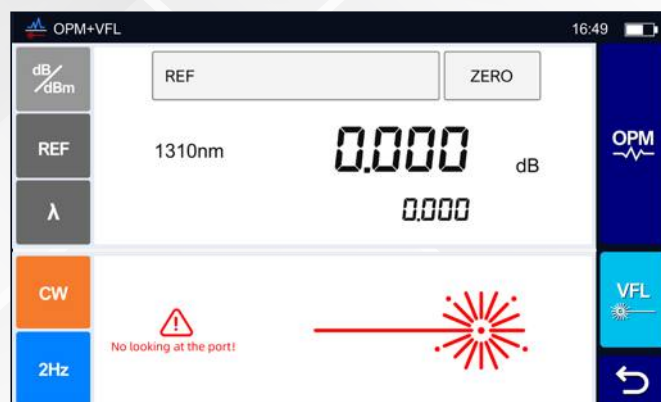 OPM+VFL 16:49
dB/dBm
REF ZERO
REF
1310nm 0.000 dB
0.000
λ
OPM
CW
VFL
No looking at the port!
2Hz